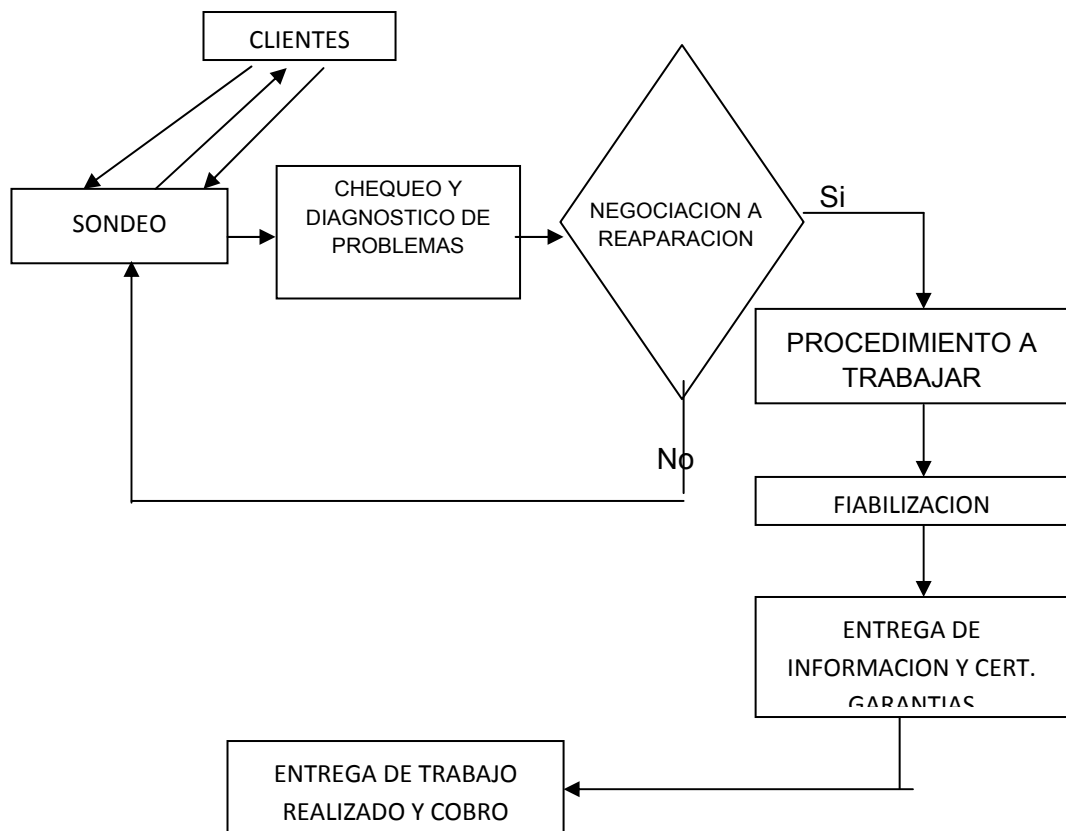 CLIENTES
SONDEO
CHEQUEO Y
DIAGNOSTICO DE
PROBLEMAS
NEGOCIACION A
REAPARACION
Si
No
PROCEDIMIENTO A
TRABAJAR
FIABILIZACION
ENTREGA DE
INFORMACION Y CERT.
GARANTIAS
ENTREGA DE TRABAJO
REALIZADO Y COBRO